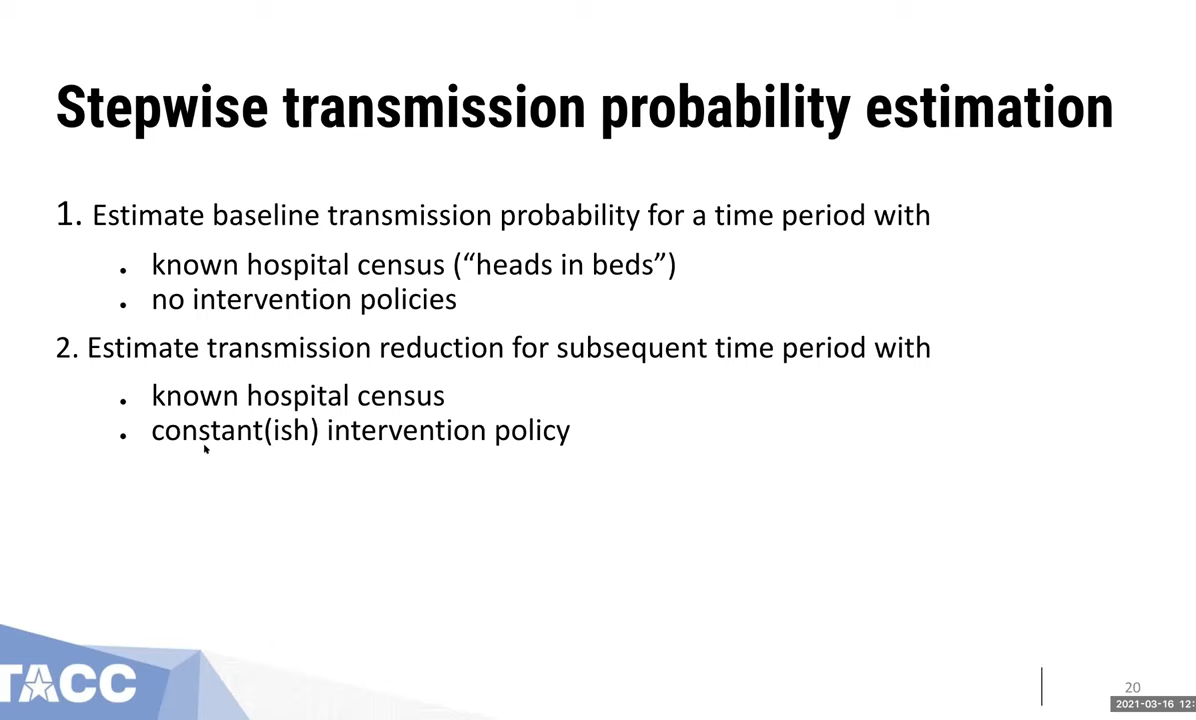 Stepwise transmission probability estimation
1. Estimate baseline transmission probability for a time period with
• known hospital census (“heads in beds”)
• no intervention policies
2. Estimate transmission reduction for subsequent time period with
• known hospital census
• constant(ish) intervention policy
TACC
20
2021-03-16 12: